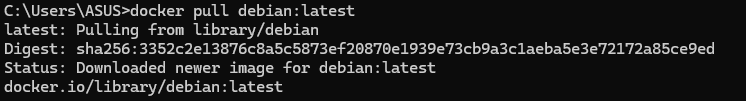 C:\Users\ASUS>docker pull debian:latest
latest: Pulling from library/debian
Digest: sha256:3352c2e13876c8a5c5873ef20870e1939e73cb9a3c1aeba5e3e72172a85ce9ed
Status: Downloaded newer image for debian:latest
docker.io/library/debian:latest